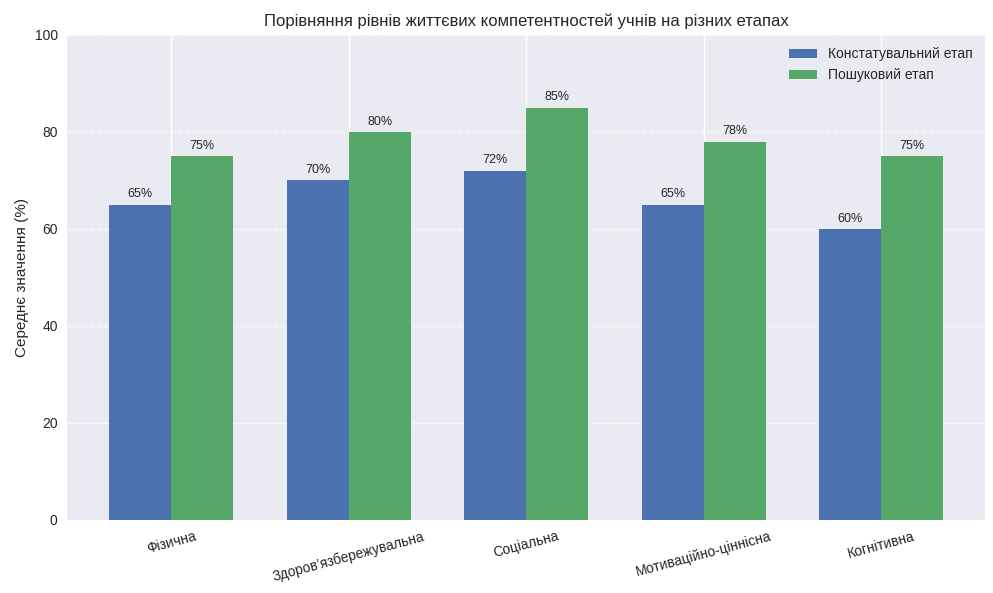 Порівняння рівнів життєвих компетентностей учнів на різних етапах
Констатувальний етап
Пошуковий етап
Середнє значення (%)
100
80
60
40
20
0
65%
75%
70%
80%
72%
85%
65%
78%
60%
75%
Фізична
Здоров'язбережувальна
Соціальна
Мотиваційно-ціннісна
Когнітивна